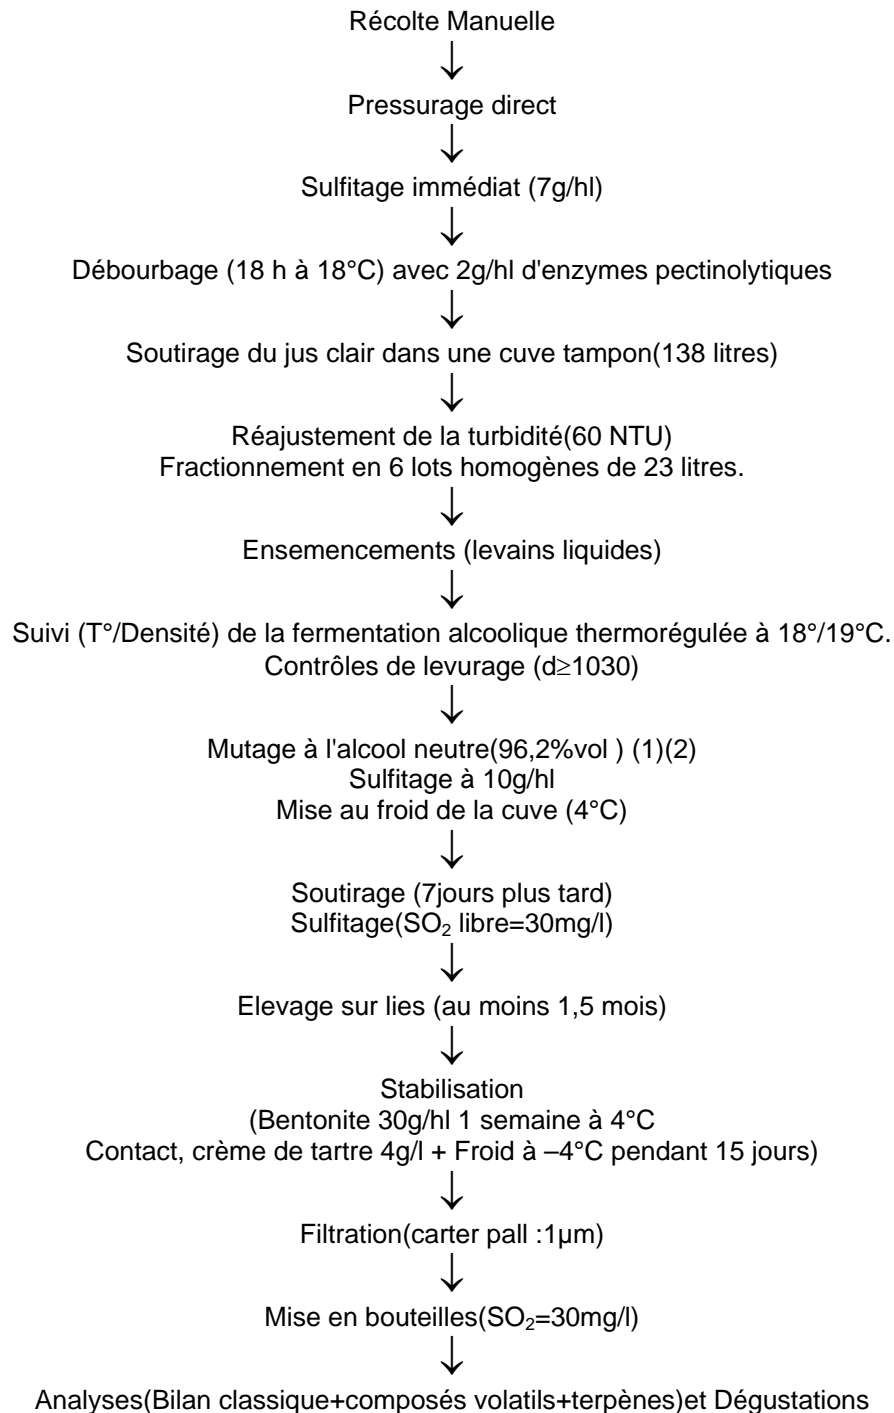 Récolte Manuelle
↓
Pressurage direct
↓
Sulfitage immédiat (7g/hl)
↓
Débourbage (18 h à 18°C) avec 2g/hl d'enzymes pectinolytiques
↓
Soutirage du jus clair dans une cuve tampon(138 litres)
↓
Réajustement de la turbidité(60 NTU)
Fractionnement en 6 lots homogènes de 23 litres.
↓
Ensemencements (levains liquides)
↓
Suivi (T°/Densité) de la fermentation alcoolique thermorégulée à 18°/19°C.
Contrôles de levurage (d≥1030)
↓
Mutage à l'alcool neutre(96,2%vol ) (1)(2)
Sulfitage à 10g/hl
Mise au froid de la cuve (4°C)
↓
Soutirage (7jours plus tard)
Sulfitage(SO₂ libre=30mg/l)
↓
Elevage sur lies (au moins 1,5 mois)
↓
Stabilisation
(Bentonite 30g/hl 1 semaine à 4°C
Contact, crème de tartre 4g/l + Froid à –4°C pendant 15 jours)
↓
Filtration(carter pall :1µm)
↓
Mise en bouteilles(SO₂=30mg/l)
↓
Analyses(Bilan classique+composés volatils+terpènes)et Dégustations